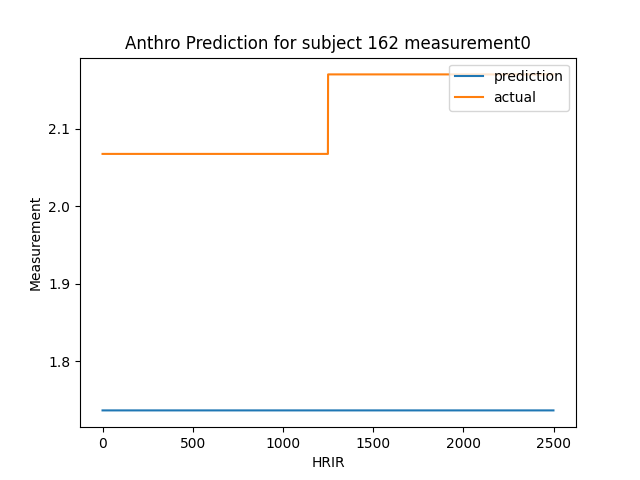 Anthro Prediction for subject 162 measurement0
prediction
actual
2.1
2.0
1.9
1.8
Measurement
0 500 1000 1500 2000 2500
HRIR